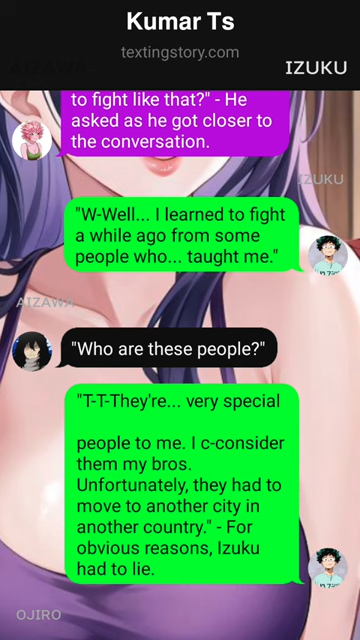 Kumar Ts
textingstory.com
AIZAWA
IZUKU
to fight like that?" - He
asked as he got closer to
the conversation.
IZUKU
"W-Well... I learned to fight
a while ago from some
people who... taught me."
AIZAWA
"Who are these people?"
"T-T-They're... very special
people to me. I c-consider
them my bros.
Unfortunately, they had to
move to another city in
another country." - For
obvious reasons, Izuku
had to lie.
OJIRO